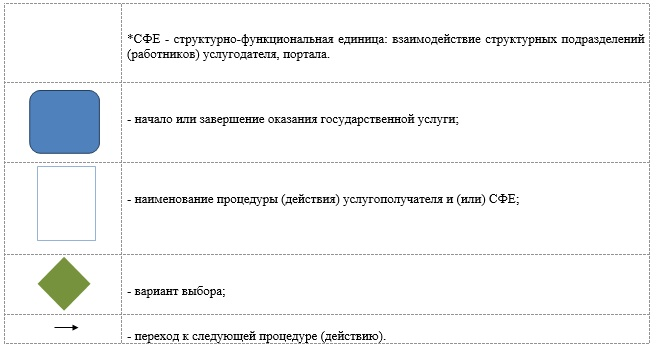 *СФЕ - структурно-функциональная единица: взаимодействие структурных подразделений
(работников) услугодателя, портала.
- начало или завершение оказания государственной услуги;
- наименование процедуры (действия) услугополучателя и (или) СФЕ;
- вариант выбора;
- переход к следующей процедуре (действию).